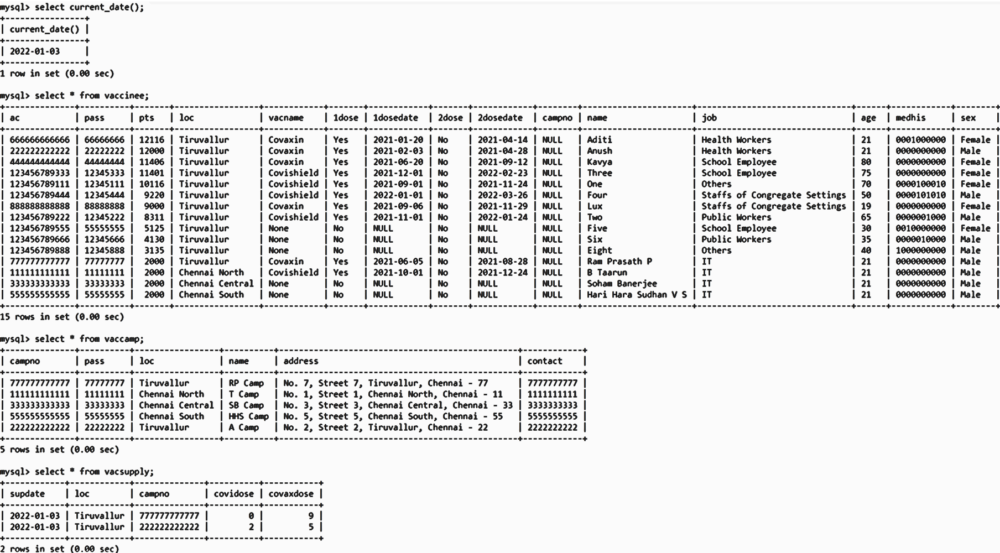 mysql> select current_date();
+----------------+
| current_date() |
+----------------+
| 2022-01-03     |
+----------------+
1 row in set (0.00 sec)

mysql> select * from vaccinee;
+--------------+----------+-------+-----------------+------------+-------+------------+-------+------------+--------+---------------------+-------------------------------+------+------------+--------+
| ac           | pass     | pts   | loc             | vacname    | 1dose | 1dosedate  | 2dose | 2dosedate  | campno | name                | job                           | age  | medhis     | sex    |
+--------------+----------+-------+-----------------+------------+-------+------------+-------+------------+--------+---------------------+-------------------------------+------+------------+--------+
| 666666666666 | 66666666 | 12116 | Tiruvallur      | Covaxin    | Yes   | 2021-01-20 | No    | 2021-04-14 | NULL   | Aditi               | Health Workers                | 21   | 0001000000 | Female |
| 222222222222 | 22222222 | 12000 | Tiruvallur      | Covaxin    | Yes   | 2021-02-03 | No    | 2021-04-28 | NULL   | Anush               | Health Workers                | 21   | 0000000000 | Male   |
| 444444444444 | 44444444 | 11406 | Tiruvallur      | Covaxin    | Yes   | 2021-06-20 | No    | 2021-09-12 | NULL   | Kavya               | School Employee               | 80   | 0000000000 | Female |
| 123456789333 | 12345333 | 11401 | Tiruvallur      | Covishield | Yes   | 2021-12-01 | No    | 2022-02-23 | NULL   | Three               | School Employee               | 75   | 0000000000 | Female |
| 123456789111 | 12345111 | 10116 | Tiruvallur      | Covishield | Yes   | 2021-09-01 | No    | 2021-11-24 | NULL   | One                 | Others                        | 70   | 0000100010 | Female |
| 123456789444 | 12345444 |  9220 | Tiruvallur      | Covishield | Yes   | 2022-01-01 | No    | 2022-03-26 | NULL   | Four                | Staffs of Congregate Settings | 50   | 0000101010 | Male   |
| 888888888888 | 88888888 |  9000 | Tiruvallur      | Covaxin    | Yes   | 2021-09-06 | No    | 2021-11-29 | NULL   | Lux                 | Staffs of Congregate Settings | 19   | 0000000000 | Female |
| 123456789222 | 12345222 |  8311 | Tiruvallur      | Covishield | Yes   | 2021-11-01 | No    | 2022-01-24 | NULL   | Two                 | Public Workers                | 65   | 0000001000 | Male   |
| 123456789555 | 55555555 |  5125 | Tiruvallur      | None       | No    | NULL       | No    | NULL       | NULL   | Five                | School Employee               | 30   | 0010000000 | Female |
| 123456789666 | 12345666 |  4130 | Tiruvallur      | None       | No    | NULL       | No    | NULL       | NULL   | Six                 | Public Workers                | 35   | 0000010000 | Male   |
| 123456789888 | 12345888 |  3135 | Tiruvallur      | None       | No    | NULL       | No    | NULL       | NULL   | Eight               | Others                        | 40   | 1000000000 | Male   |
| 777777777777 | 77777777 |  2000 | Tiruvallur      | Covaxin    | Yes   | 2021-06-05 | No    | 2021-08-28 | NULL   | Ram Prasath P       | IT                            | 21   | 0000000000 | Male   |
| 111111111111 | 11111111 |  2000 | Chennai North   | Covishield | Yes   | 2021-10-01 | No    | 2021-12-24 | NULL   | B Taarun            | IT                            | 21   | 0000000000 | Male   |
| 333333333333 | 33333333 |  2000 | Chennai Central | None       | No    | NULL       | No    | NULL       | NULL   | Soham Banerjee      | IT                            | 21   | 0000000000 | Male   |
| 555555555555 | 55555555 |  2000 | Chennai South   | None       | No    | NULL       | No    | NULL       | NULL   | Hari Hara Sudhan V S | IT                            | 21   | 0000000000 | Male   |
+--------------+----------+-------+-----------------+------------+-------+------------+-------+------------+--------+---------------------+-------------------------------+------+------------+--------+
15 rows in set (0.00 sec)

mysql> select * from vaccamp;
+--------------+----------+-----------------+----------+------------------------------------------------+------------+
| campno       | pass     | loc             | name     | address                                        | contact    |
+--------------+----------+-----------------+----------+------------------------------------------------+------------+
| 777777777777 | 77777777 | Tiruvallur      | RP Camp  | No. 7, Street 7, Tiruvallur, Chennai - 77      | 7777777777 |
| 111111111111 | 11111111 | Chennai North   | T Camp   | No. 1, Street 1, Chennai North, Chennai - 11   | 1111111111 |
| 333333333333 | 33333333 | Chennai Central | SB Camp  | No. 3, Street 3, Chennai Central, Chennai - 33 | 3333333333 |
| 555555555555 | 55555555 | Chennai South   | HHS Camp | No. 5, Street 5, Chennai South, Chennai - 55   | 5555555555 |
| 222222222222 | 22222222 | Tiruvallur      | A Camp   | No. 2, Street 2, Tiruvallur, Chennai - 22      | 2222222222 |
+--------------+----------+-----------------+----------+------------------------------------------------+------------+
5 rows in set (0.00 sec)

mysql> select * from vacsupply;
+------------+------------+--------------+----------+-----------+
| supdate    | loc        | campno       | covidose | covaxdose |
+------------+------------+--------------+----------+-----------+
| 2022-01-03 | Tiruvallur | 777777777777 |        0 |         9 |
| 2022-01-03 | Tiruvallur | 222222222222 |        2 |         5 |
+------------+------------+--------------+----------+-----------+
2 rows in set (0.00 sec)